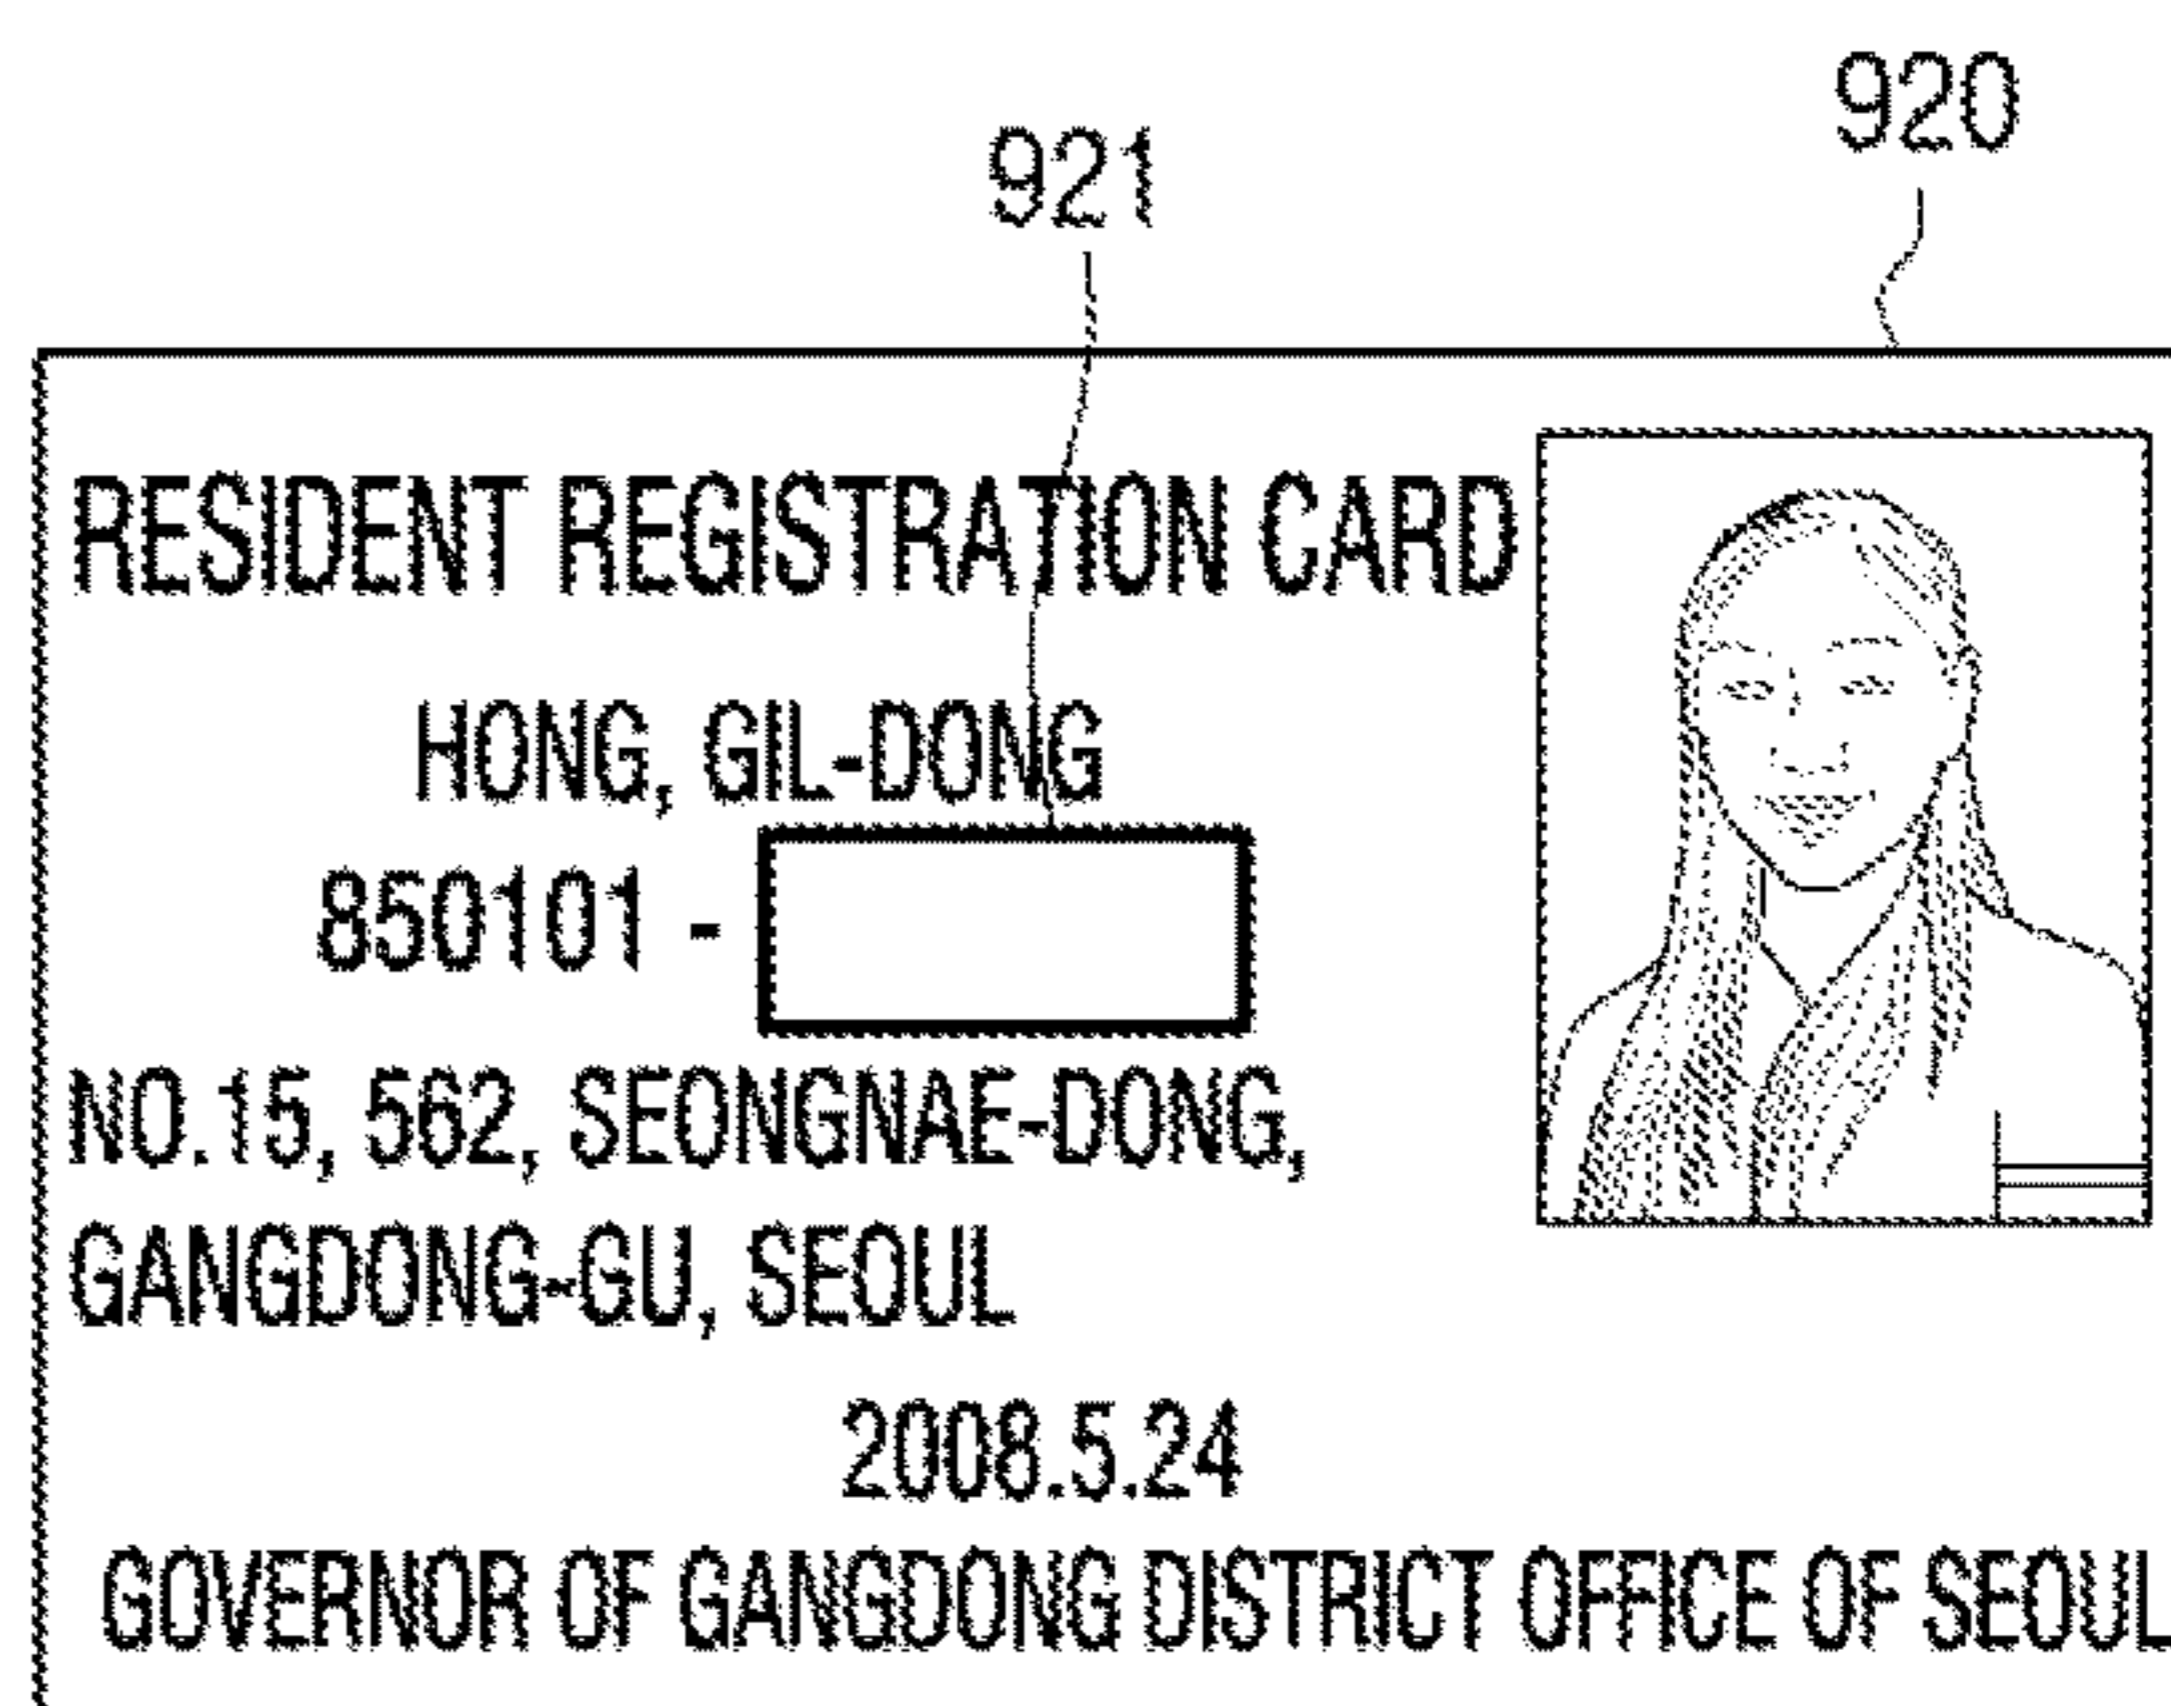 920
921
RESIDENT REGISTRATION CARD
HONG, GIL-DONG
850101 -
NO.15, 562, SEONGNAE-DONG,
GANGDONG-GU, SEOUL
2008.5.24
GOVERNOR OF GANGDONG DISTRICT OFFICE OF SEOUL